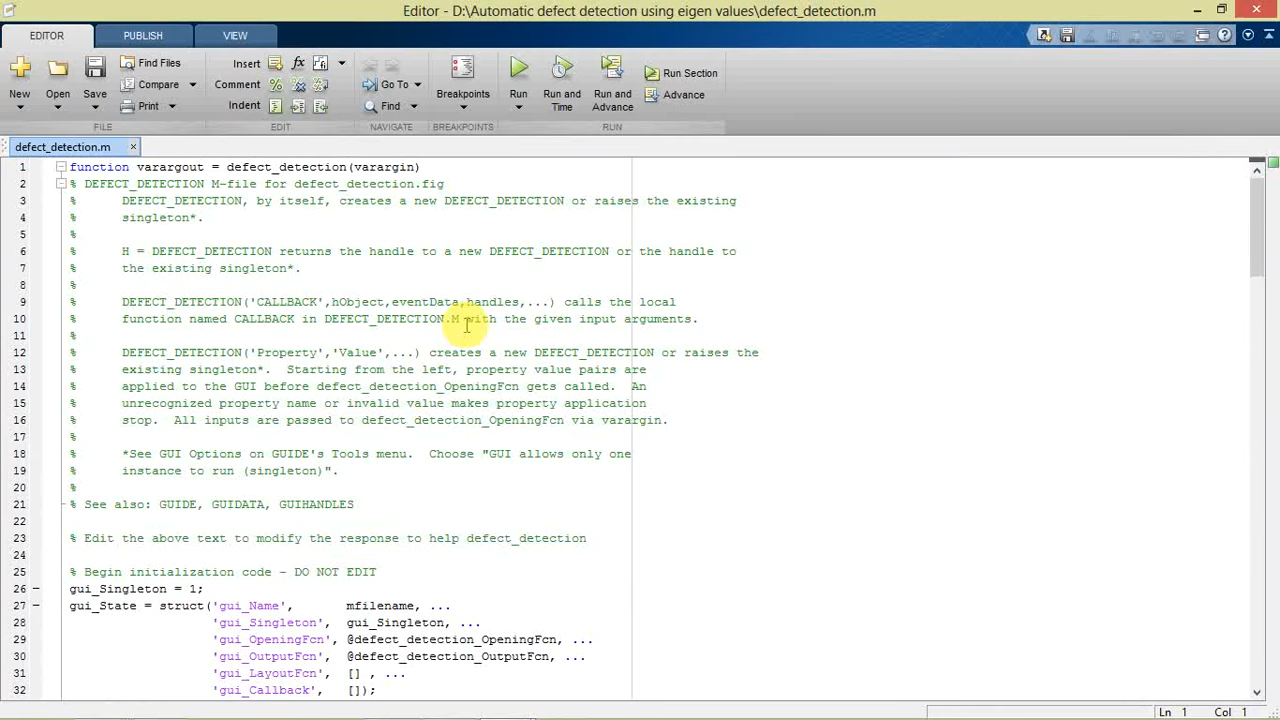 Editor - D:\Automatic defect detection using eigen values\defect_detection.m
EDITOR PUBLISH VIEW
New Open Save Find Files Compare Print
Insert fx Comment % Indent
Go To Find
Breakpoints
Run Run and Time Run and Advance Run Section Advance
FILE EDIT NAVIGATE BREAKPOINTS RUN
defect_detection.m ×
1 function varargout = defect_detection(varargin)
2 % DEFECT_DETECTION M-file for defect_detection.fig
3 % DEFECT_DETECTION, by itself, creates a new DEFECT_DETECTION or raises the existing
4 % singleton*.
5 %
6 % H = DEFECT_DETECTION returns the handle to a new DEFECT_DETECTION or the handle to
7 % the existing singleton*.
8 %
9 % DEFECT_DETECTION('CALLBACK',hObject,eventData,handles,...) calls the local
10 % function named CALLBACK in DEFECT_DETECTION.M with the given input arguments.
11 %
12 % DEFECT_DETECTION('Property','Value',...) creates a new DEFECT_DETECTION or raises the
13 % existing singleton*. Starting from the left, property value pairs are
14 % applied to the GUI before defect_detection_OpeningFcn gets called. An
15 % unrecognized property name or invalid value makes property application
16 % stop. All inputs are passed to defect_detection_OpeningFcn via varargin.
17 %
18 % *See GUI Options on GUIDE's Tools menu. Choose "GUI allows only one
19 % instance to run (singleton)".
20 %
21 % See also: GUIDE, GUIDATA, GUIHANDLES
22
23 % Edit the above text to modify the response to help defect_detection
24
25 % Begin initialization code - DO NOT EDIT
26 gui_Singleton = 1;
27 gui_State = struct('gui_Name', mfilename, ...
28 'gui_Singleton', gui_Singleton, ...
29 'gui_OpeningFcn', @defect_detection_OpeningFcn, ...
30 'gui_OutputFcn', @defect_detection_OutputFcn, ...
31 'gui_LayoutFcn', [] , ...
32 'gui_Callback', []);
Ln 1 Col 1